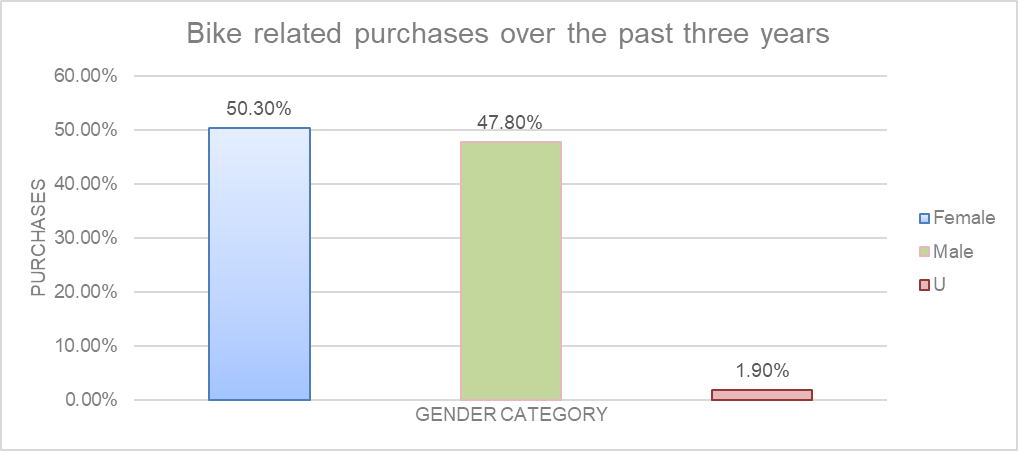 Bike related purchases over the past three years
60.00%
50.00%
40.00%
30.00%
20.00%
10.00%
0.00%
PURCHASES
50.30%
47.80%
1.90%
GENDER CATEGORY
Female
Male
U